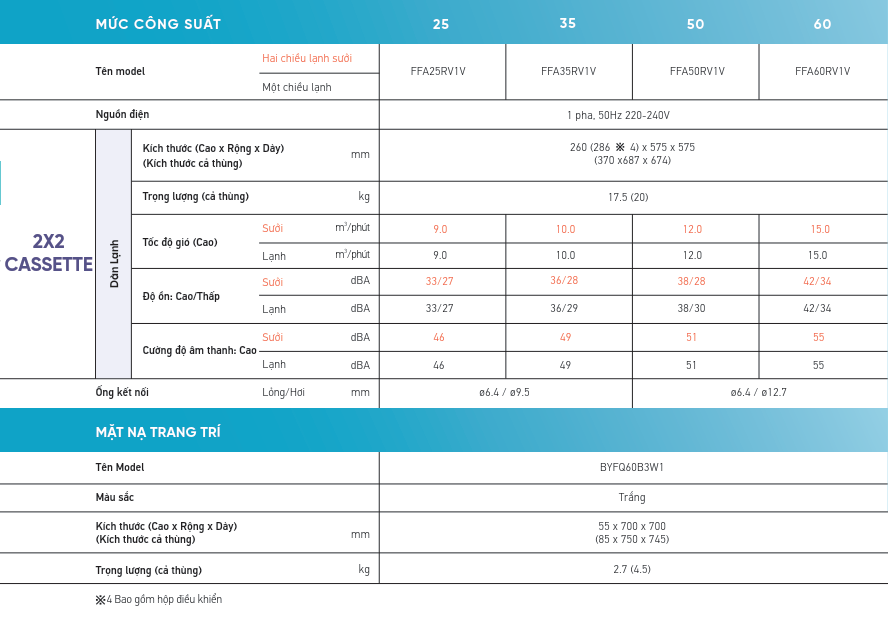 MỨC CÔNG SUẤT 25 35 50 60
Hai chiều lạnh sưởi
Tên model FFA25RV1V FFA35RV1V FFA50RV1V FFA60RV1V
Một chiều lạnh
Nguồn điện 1 pha, 50Hz 220-240V
Kích thước (Cao x Rộng x Dày) mm 260 (286 ※ 4) x 575 x 575
(Kích thước cả thùng) (370 x687 x 674)
Trọng lượng (cả thùng) kg 17.5 (20)
2X2
CASSETTE
Dàn Lạnh
Tốc độ gió (Cao)
Sưởi m³/phút 9.0 10.0 12.0 15.0
Lạnh m³/phút 9.0 10.0 12.0 15.0
Độ ồn: Cao/Thấp
Sưởi dBA 33/27 36/28 38/28 42/34
Lạnh dBA 33/27 36/29 38/30 42/34
Cường độ âm thanh: Cao
Sưởi dBA 46 49 51 55
Lạnh dBA 46 49 51 55
Ống kết nối Lỏng/Hơi mm ø6.4 / ø9.5 ø6.4 / ø12.7
MẶT NẠ TRANG TRÍ
Tên Model BYFQ60B3W1
Màu sắc Trắng
Kích thước (Cao x Rộng x Dày) mm 55 x 700 x 700
(Kích thước cả thùng) (85 x 750 x 745)
Trọng lượng (cả thùng) kg 2.7 (4.5)
※4 Bao gồm hộp điều khiển